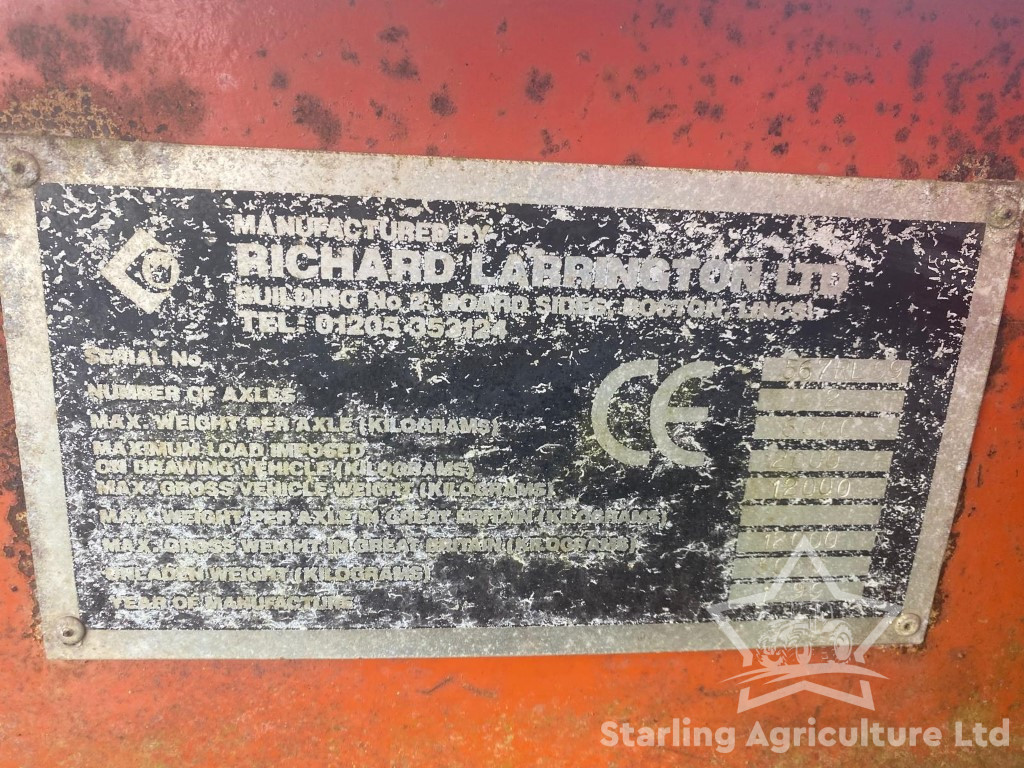 MANUFACTURED BY
RICHARD LARRINGTON LTD
BUILDING No 2, BOARD SIDES, BOSTON, LINCS.
TEL: 01205 353124
SERIAL No.
NUMBER OF AXLES
MAX. WEIGHT PER AXLE (KILOGRAMS)
MAXIMUM LOAD IMPOSED
ON DRAWING VEHICLE (KILOGRAMS)
MAX. GROSS VEHICLE WEIGHT (KILOGRAMS) 12000
MAX. WEIGHT PER AXLE IN GREAT BRITAIN (KILOGRAMS)
MAX. GROSS WEIGHT IN GREAT BRITAIN (KILOGRAMS) 12000
UNLADEN WEIGHT (KILOGRAMS)
YEAR OF MANUFACTURE
CE
Starling Agriculture Ltd